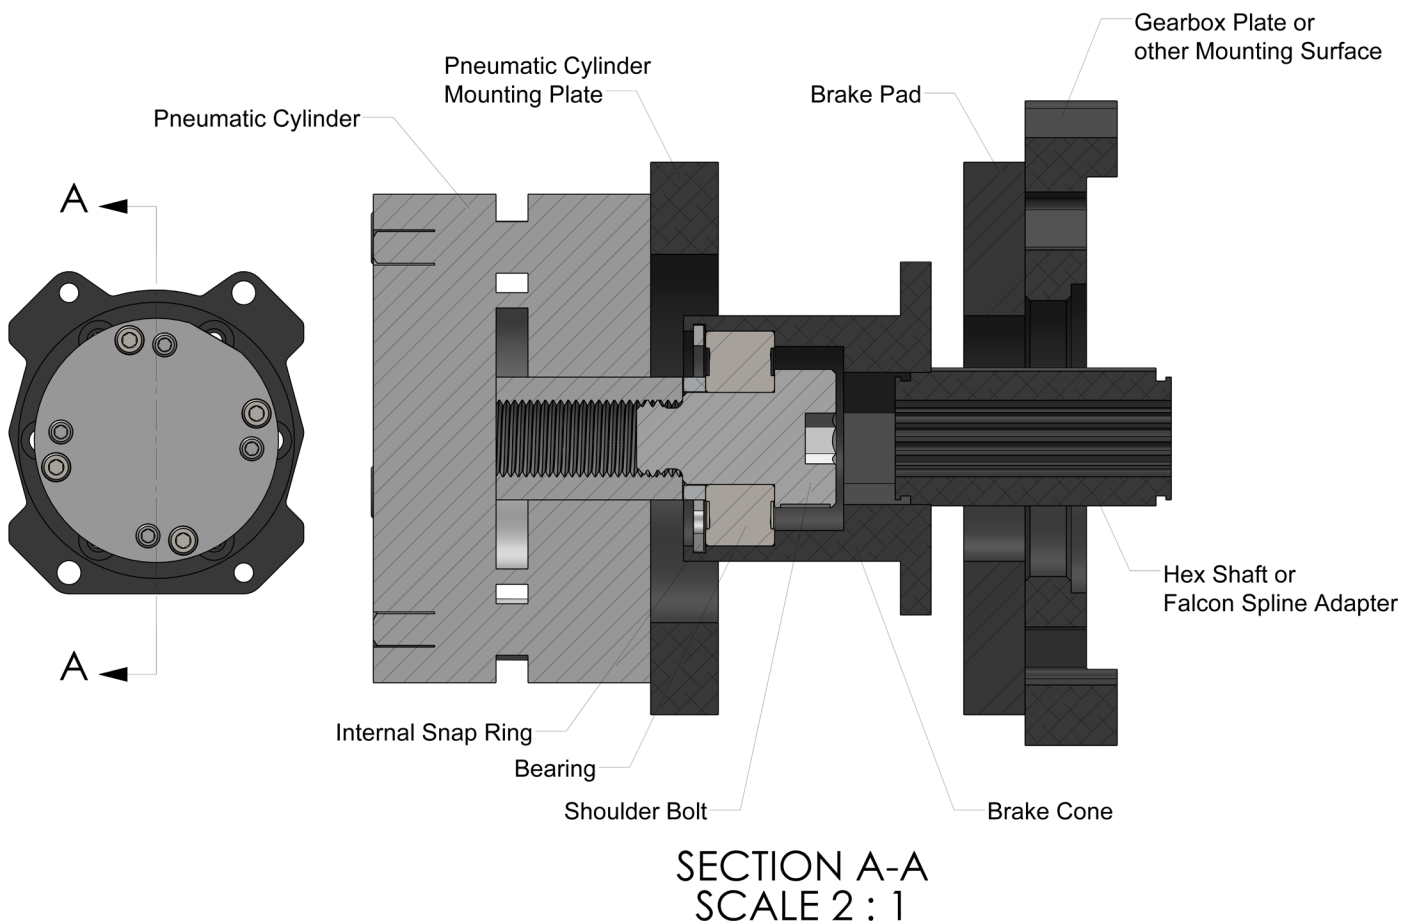 Gearbox Plate or
other Mounting Surface
Pneumatic Cylinder
Mounting Plate
Brake Pad
Pneumatic Cylinder
A
A
Hex Shaft or
Falcon Spline Adapter
Internal Snap Ring
Bearing
Shoulder Bolt
Brake Cone
SECTION A-A
SCALE 2 : 1